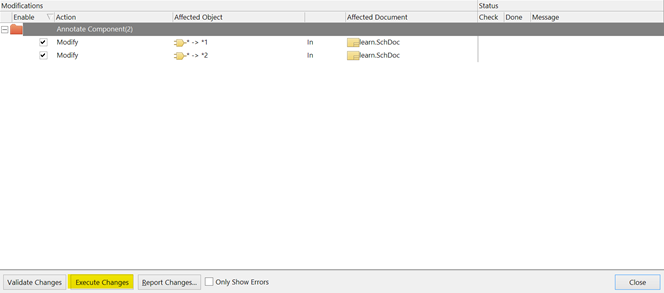 Modifications Status
Enable Action Affected Object Affected Document Check Done Message
Annotate Component(2)
Modify * -> *1 In learn.SchDoc
Modify * -> *2 In learn.SchDoc
Validate Changes Execute Changes Report Changes... Only Show Errors Close